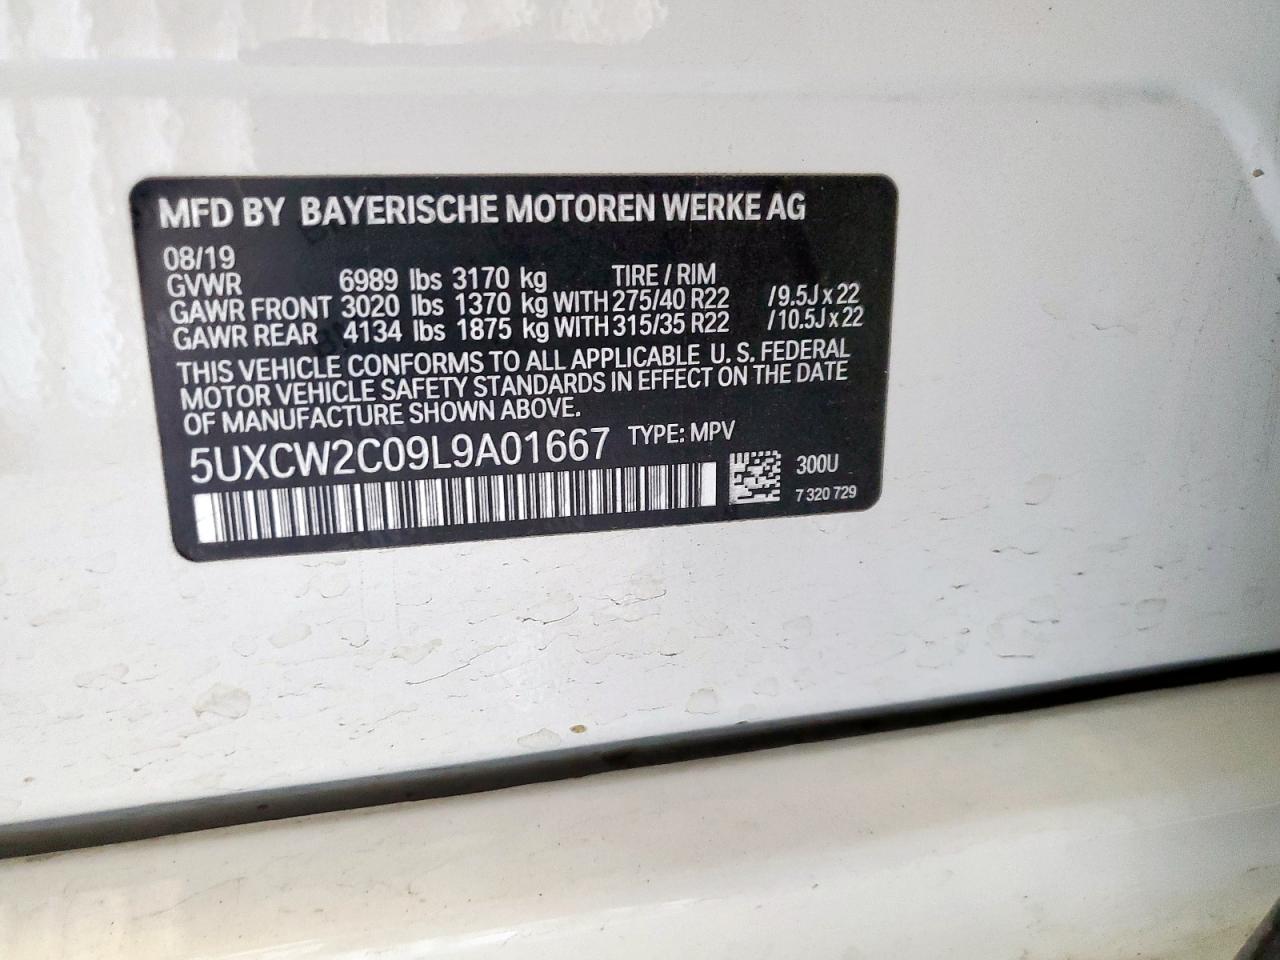 MFD BY BAYERISCHE MOTOREN WERKE AG
08/19
GVWR 6989 lbs 3170 kg TIRE / RIM
GAWR FRONT 3020 lbs 1370 kg WITH 275/40 R22 /9.5J x 22
GAWR REAR 4134 lbs 1875 kg WITH 315/35 R22 /10.5J x 22
THIS VEHICLE CONFORMS TO ALL APPLICABLE U. S. FEDERAL
MOTOR VEHICLE SAFETY STANDARDS IN EFFECT ON THE DATE
OF MANUFACTURE SHOWN ABOVE.
5UXCW2C09L9A01667 TYPE: MPV
300U
7 320 729